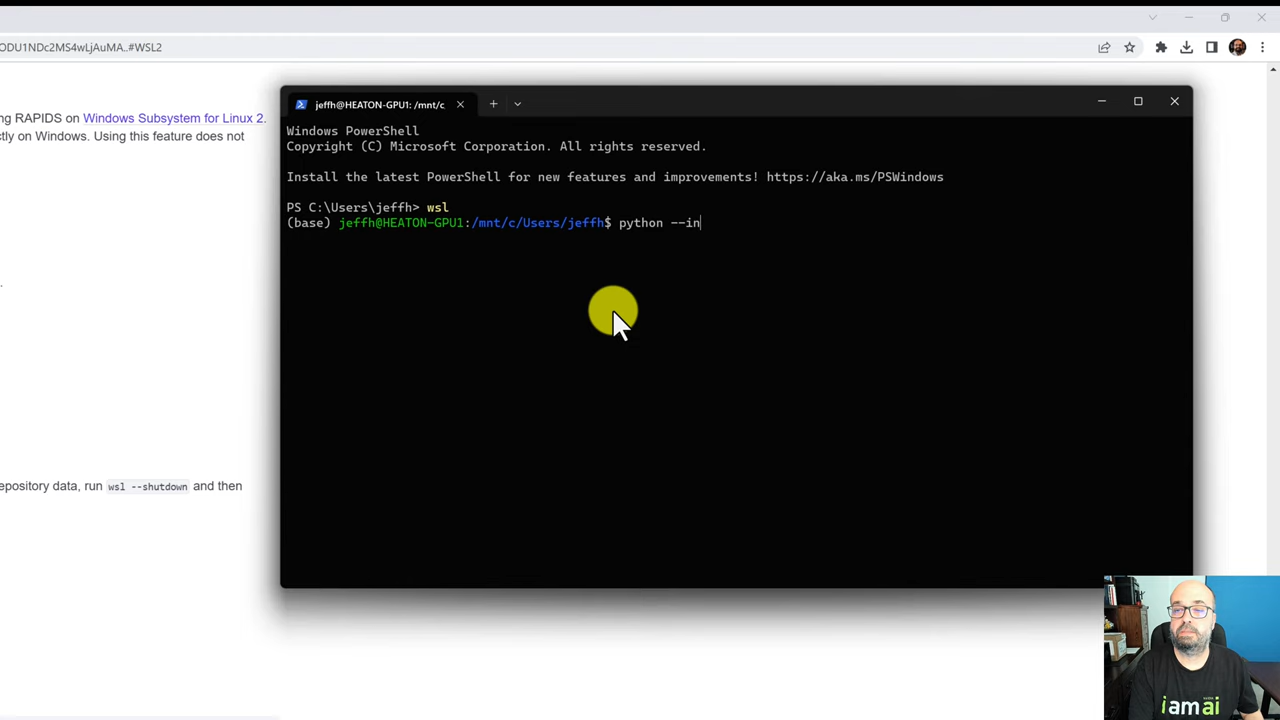 ODU1NDc2MS4wLjAuMA..#WSL2
ng RAPIDS on Windows Subsystem for Linux 2.
ctly on Windows. Using this feature does not
jeffh@HEATON-GPU1: /mnt/c
Windows PowerShell
Copyright (C) Microsoft Corporation. All rights reserved.
Install the latest PowerShell for new features and improvements! https://aka.ms/PSWindows
PS C:\Users\jeffh> wsl
(base) jeffh@HEATON-GPU1:/mnt/c/Users/jeffh$ python --in
epository data, run wsl --shutdown and then
i am ai